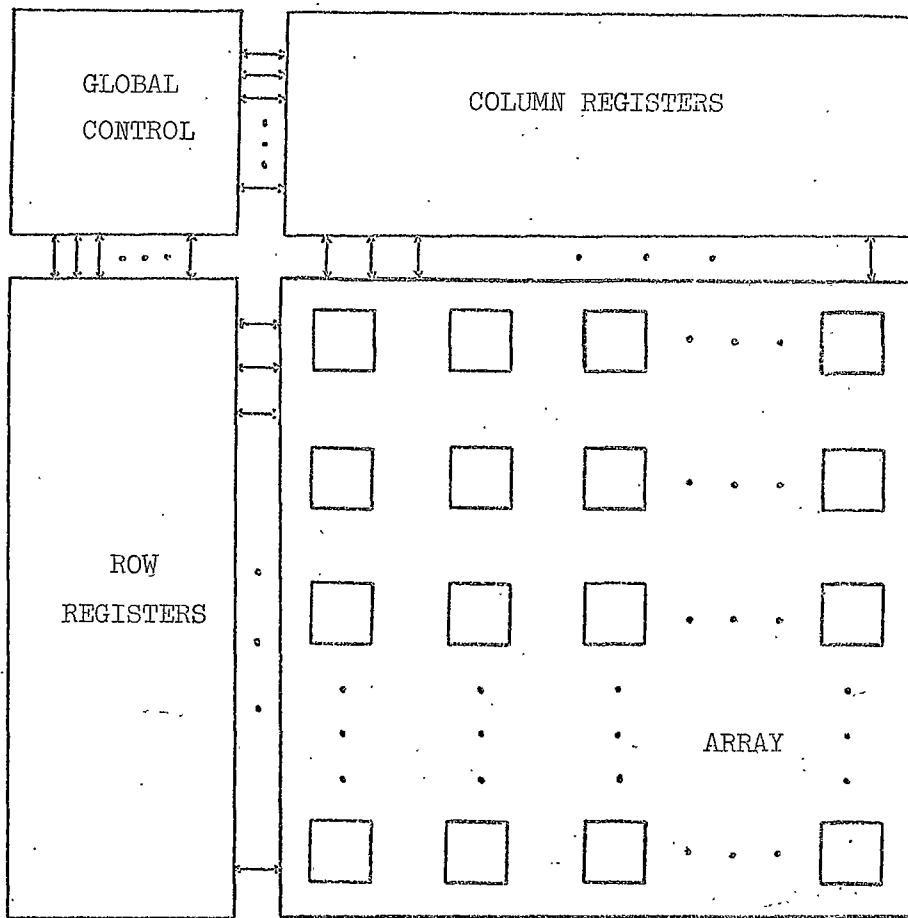 GLOBAL
CONTROL
COLUMN REGISTERS
ROW
REGISTERS
ARRAY